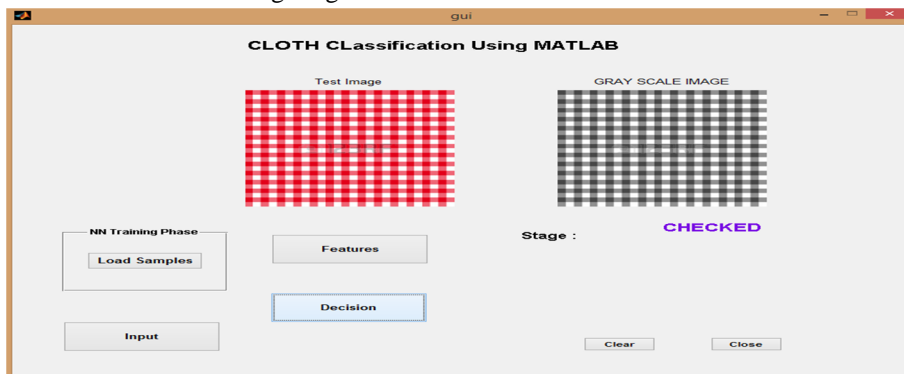 gui
CLOTH CLassification Using MATLAB
Test Image
GRAY SCALE IMAGE
NN Training Phase
Load Samples
Features
Stage :
CHECKED
Decision
Input
Clear
Close